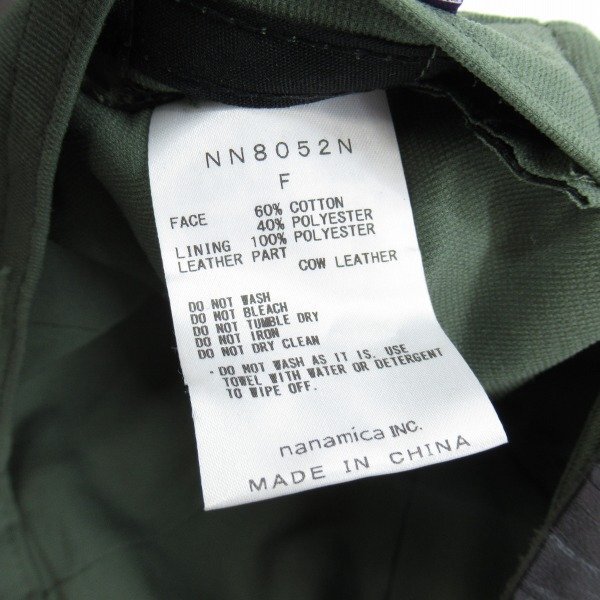 NN8052N
F
FACE 60% COTTON
40% POLYESTER
LINING 100% POLYESTER
LEATHER PART COW LEATHER
DO NOT WASH
DO NOT BLEACH
DO NOT TUMBLE DRY
DO NOT IRON
DO NOT DRY CLEAN
· DO NOT WASH AS IT IS. USE
TOWEL WITH WATER OR DETERGENT
TO WIPE OFF.
nanamica INC.
MADE IN CHINA